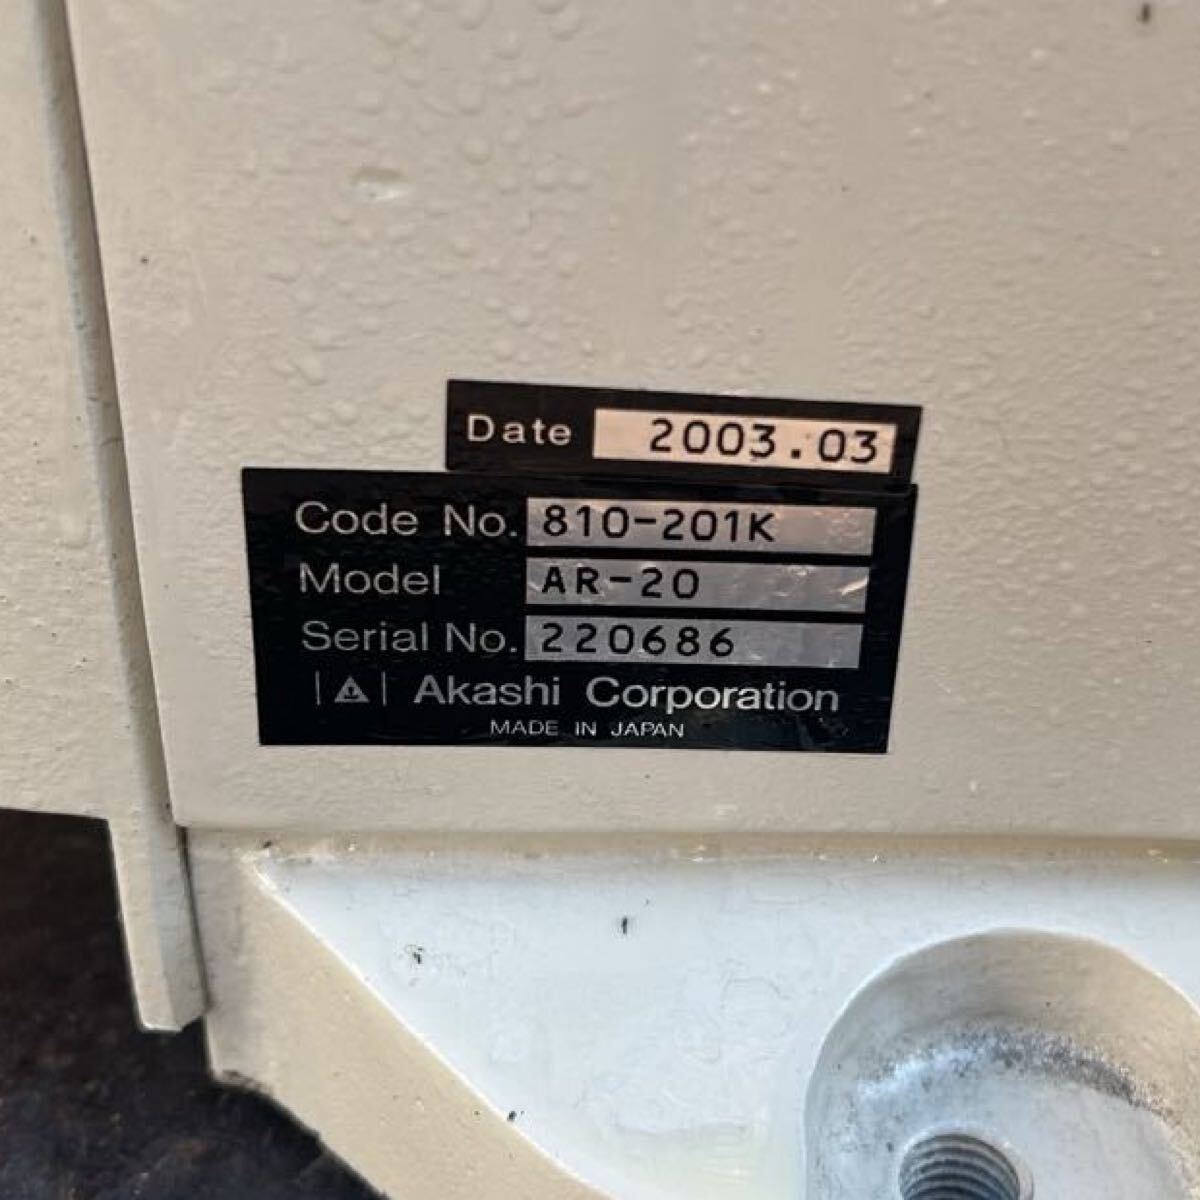 Date 2003.03
Code No. 810-201K
Model AR-20
Serial No. 220686
Akashi Corporation
MADE IN JAPAN